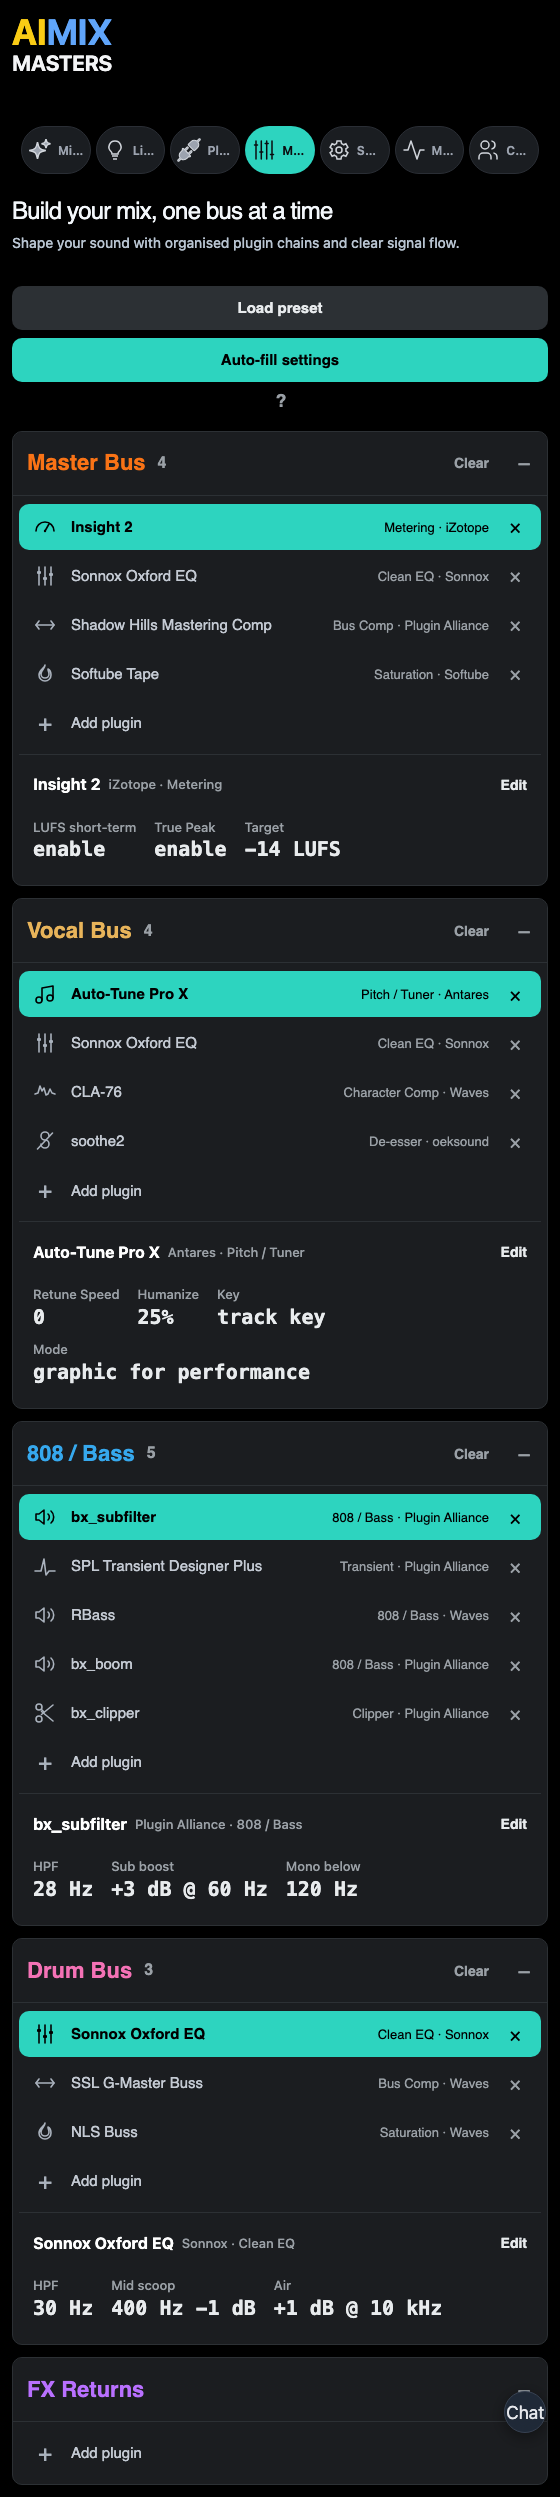 AIMIX
MASTERS
Mi...
Li...
Pl...
M...
S...
M...
C...
Build your mix, one bus at a time
Shape your sound with organised plugin chains and clear signal flow.
Load preset
Auto-fill settings
?
Master Bus 4 Clear −
Insight 2 Metering · iZotope ×
Sonnox Oxford EQ Clean EQ · Sonnox ×
Shadow Hills Mastering Comp Bus Comp · Plugin Alliance ×
Softube Tape Saturation · Softube ×
+ Add plugin
Insight 2 iZotope · Metering Edit
LUFS short-term True Peak Target
enable enable −14 LUFS
Vocal Bus 4 Clear −
Auto-Tune Pro X Pitch / Tuner · Antares ×
Sonnox Oxford EQ Clean EQ · Sonnox ×
CLA-76 Character Comp · Waves ×
soothe2 De-esser · oeksound ×
+ Add plugin
Auto-Tune Pro X Antares · Pitch / Tuner Edit
Retune Speed Humanize Key
0 25% track key
Mode
graphic for performance
808 / Bass 5 Clear −
bx_subfilter 808 / Bass · Plugin Alliance ×
SPL Transient Designer Plus Transient · Plugin Alliance ×
RBass 808 / Bass · Waves ×
bx_boom 808 / Bass · Plugin Alliance ×
bx_clipper Clipper · Plugin Alliance ×
+ Add plugin
bx_subfilter Plugin Alliance · 808 / Bass Edit
HPF Sub boost Mono below
28 Hz +3 dB @ 60 Hz 120 Hz
Drum Bus 3 Clear −
Sonnox Oxford EQ Clean EQ · Sonnox ×
SSL G-Master Buss Bus Comp · Waves ×
NLS Buss Saturation · Waves ×
+ Add plugin
Sonnox Oxford EQ Sonnox · Clean EQ Edit
HPF Mid scoop Air
30 Hz 400 Hz −1 dB +1 dB @ 10 kHz
FX Returns −
Chat
+ Add plugin